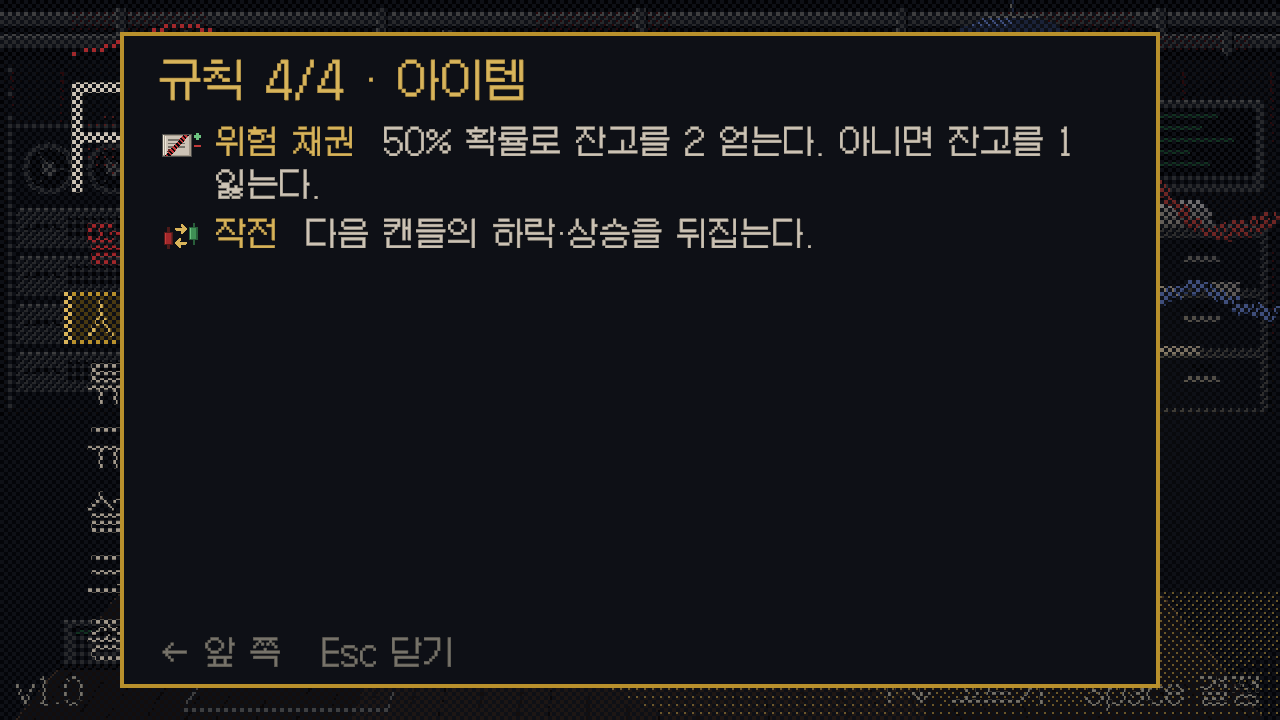 규칙 4/4 · 아이템
위험 채권 50% 확률로 잔고를 2 얻는다. 아니면 잔고를 1
잃는다.
작전 다음 캔들의 하락·상승을 뒤집는다.
← 앞 쪽 Esc 닫기
v1.0